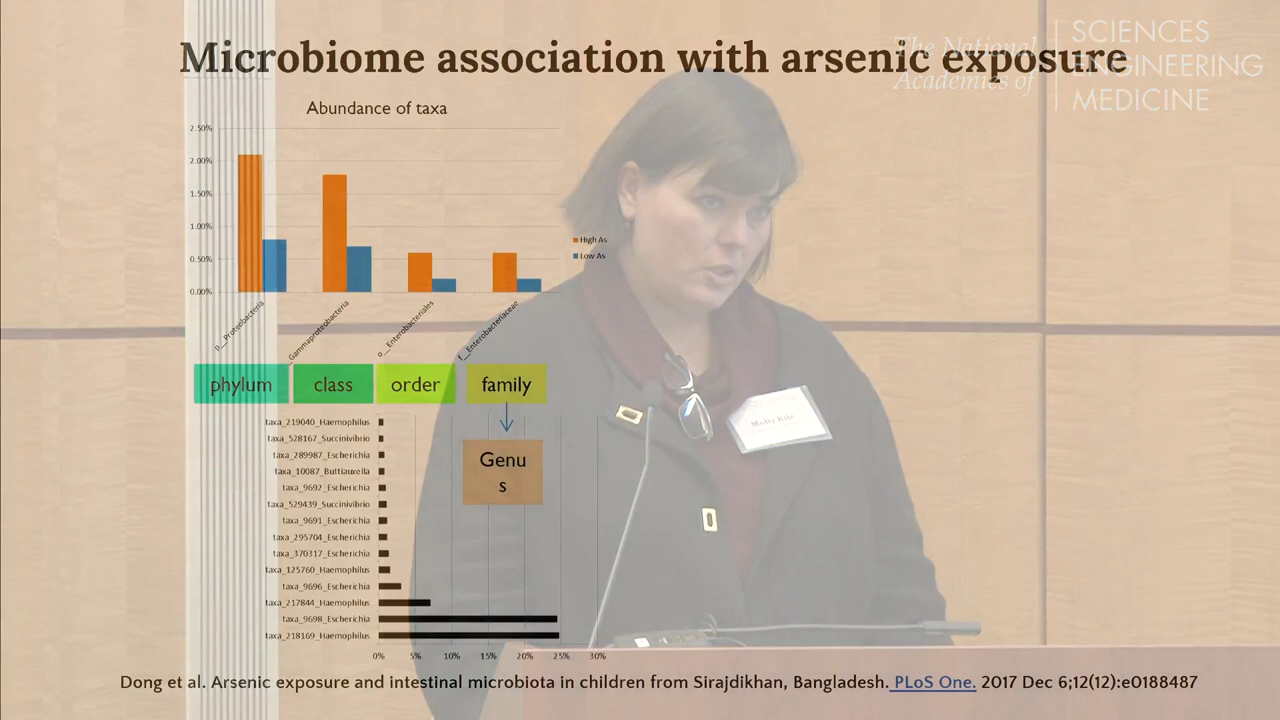 Microbiome association with arsenic exposure
The National
Academies of
SCIENCES
ENGINEERING
MEDICINE
Abundance of taxa
2.50%
2.00%
1.50%
1.00%
0.50%
0.00%
High As
Low As
p__Proteobacteria
_Gammaproteobacteria
o__Enterobacteriales
f__Enterobacteriaceae
phylum
class
order
family
Genu
s
taxa_219040_Haemophilus
taxa_528167_Succinivibrio
taxa_289987_Escherichia
taxa_10087_Buttiauxella
taxa_9692_Escherichia
taxa_529439_Succinivibrio
taxa_9691_Escherichia
taxa_295704_Escherichia
taxa_370317_Escherichia
taxa_125760_Haemophilus
taxa_9696_Escherichia
taxa_217844_Haemophilus
taxa_9698_Escherichia
taxa_218169_Haemophilus
0% 5% 10% 15% 20% 25% 30%
Molly Kile
Dong et al. Arsenic exposure and intestinal microbiota in children from Sirajdikhan, Bangladesh. PLoS One. 2017 Dec 6;12(12):e0188487